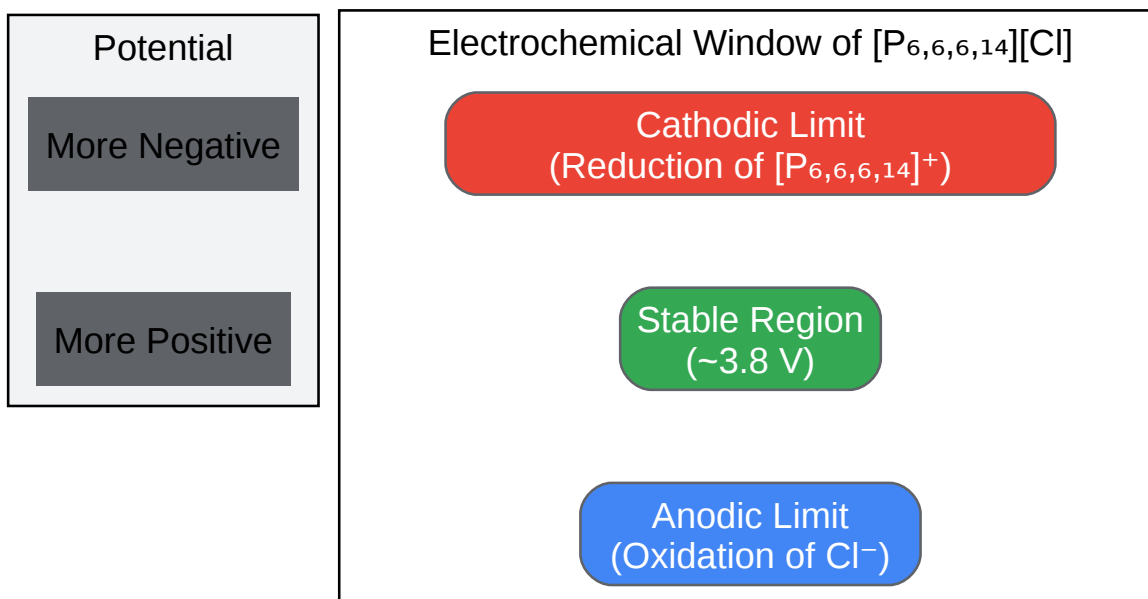 Potential
More Negative
More Positive
Electrochemical Window of [P₆,₆,₆,₁₄][Cl]
Cathodic Limit
(Reduction of [P₆,₆,₆,₁₄]⁺)
Stable Region
(~3.8 V)
Anodic Limit
(Oxidation of Cl⁻)